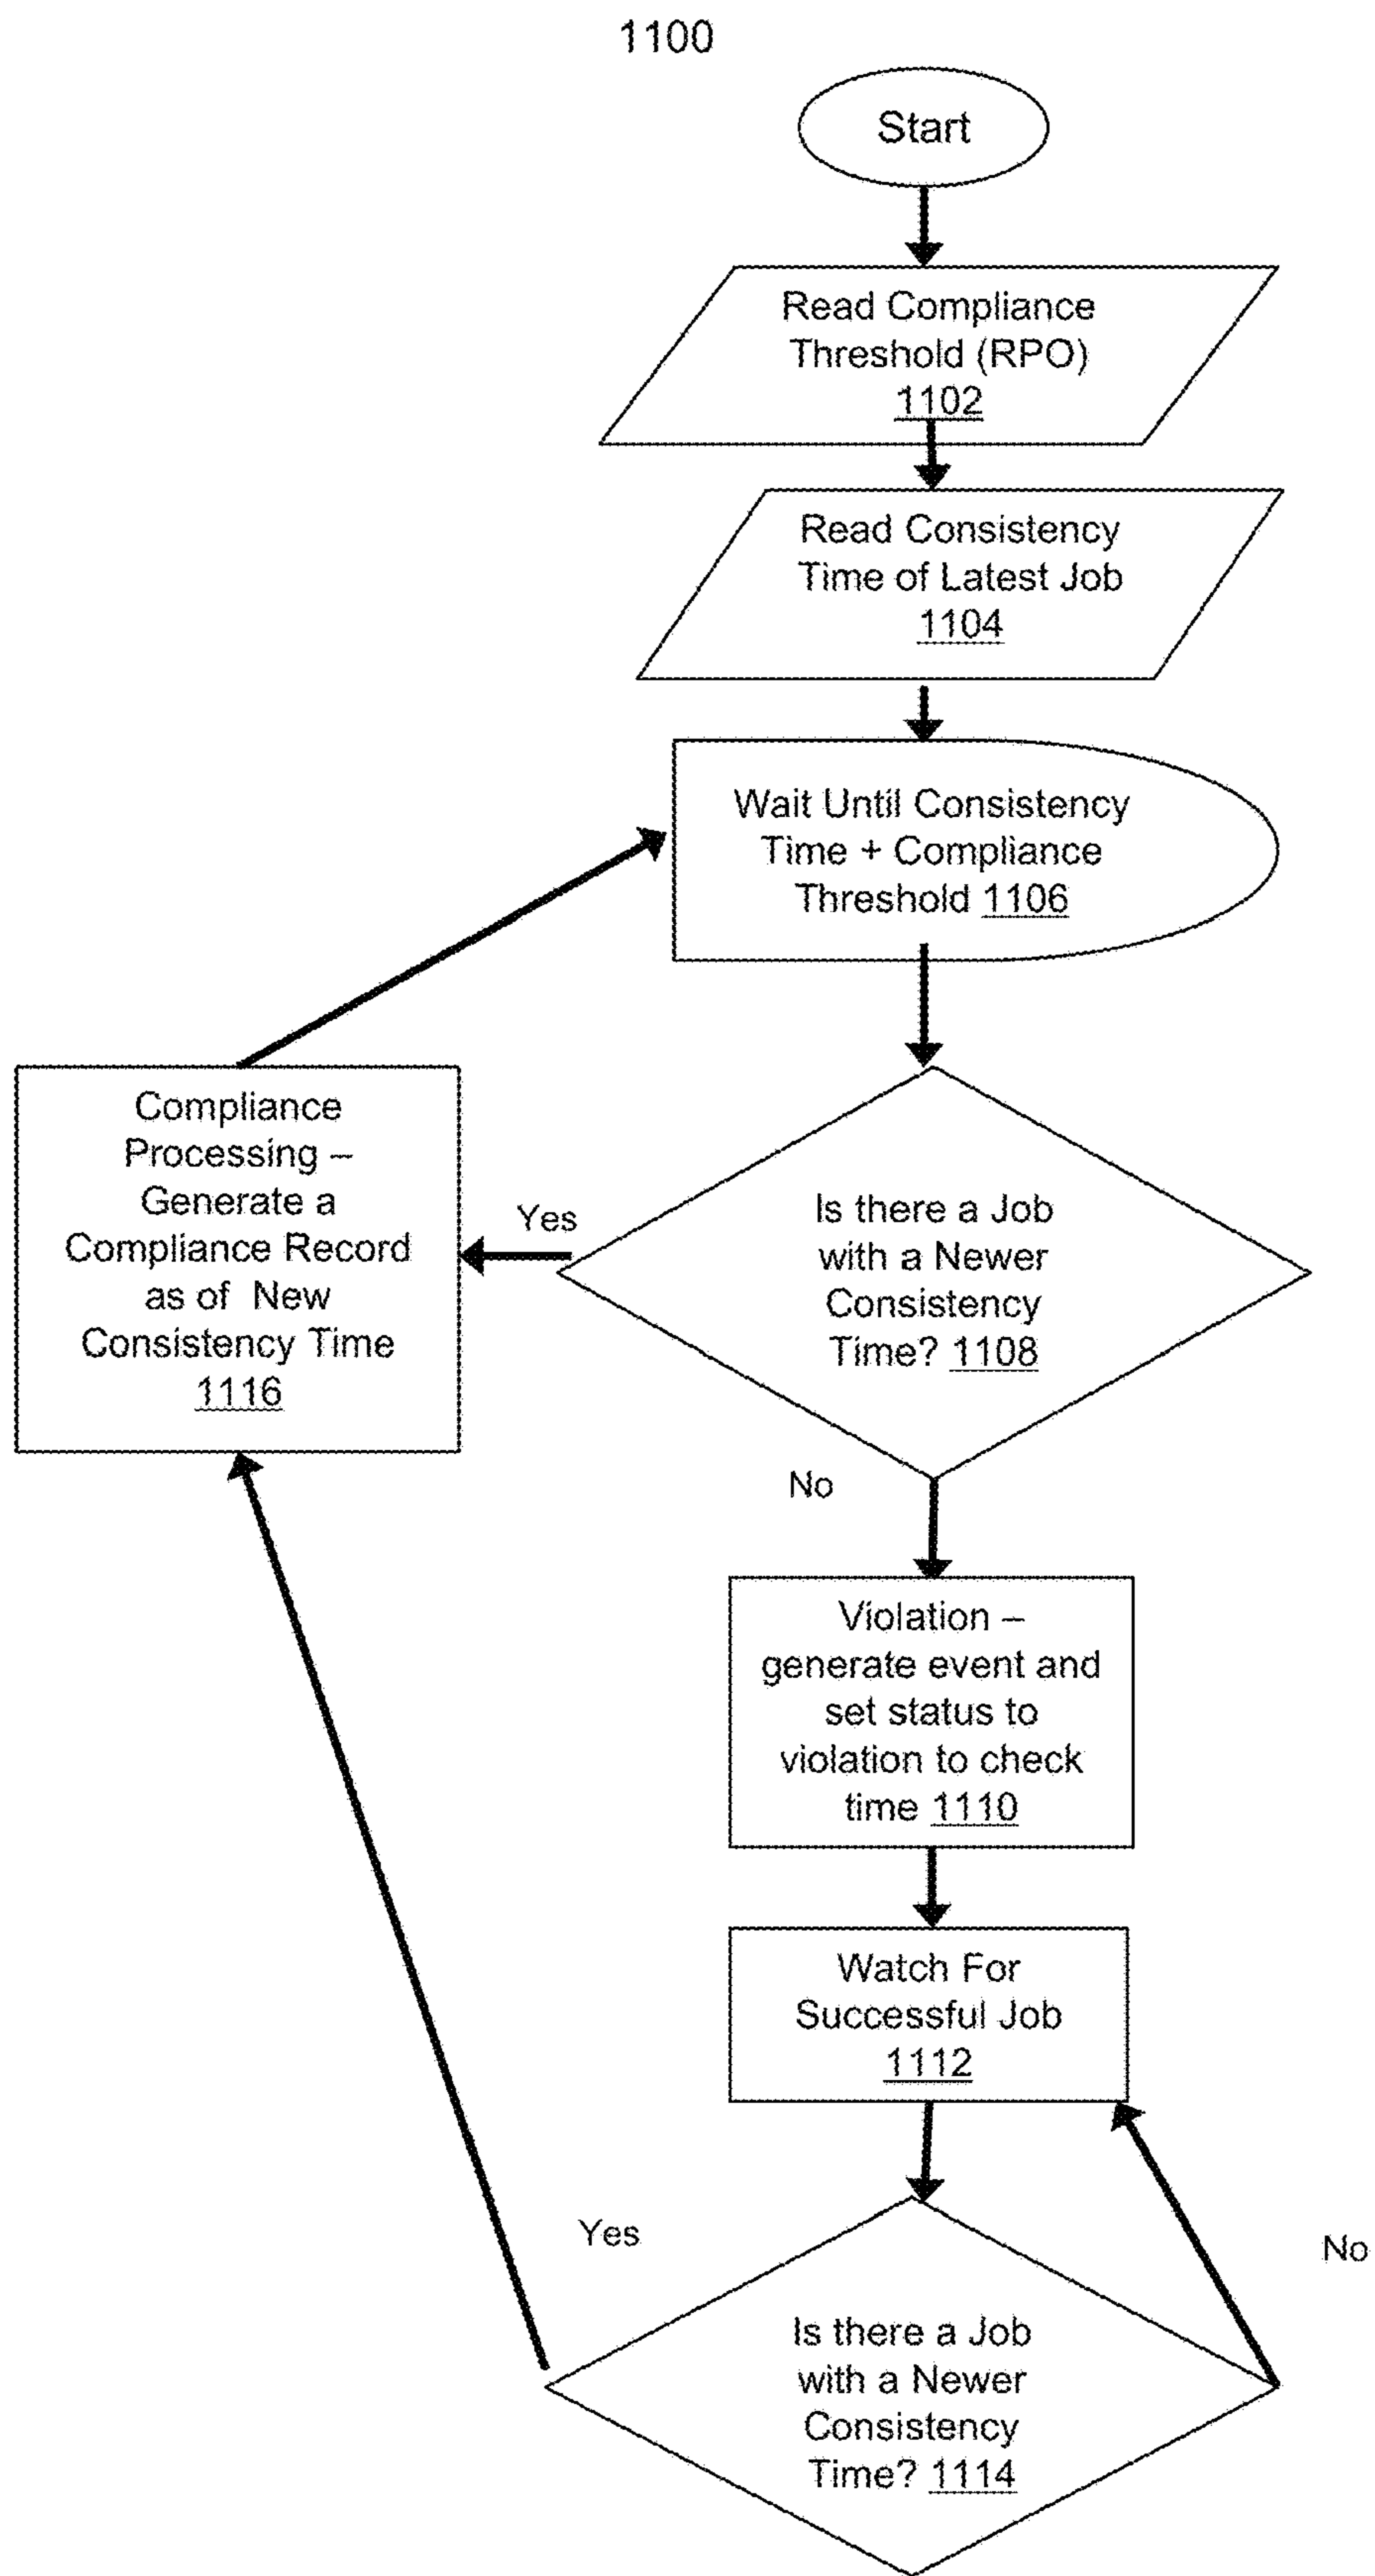 1100
Start
Read Compliance
Threshold (RPO)
1102
Read Consistency
Time of Latest Job
1104
Wait Until Consistency
Time + Compliance
Threshold 1106
Compliance
Processing –
Generate a
Compliance Record
as of New
Consistency Time
1116
Yes
Is there a Job
with a Newer
Consistency
Time? 1108
No
Violation –
generate event and
set status to
violation to check
time 1110
Watch For
Successful Job
1112
Yes
No
Is there a Job
with a Newer
Consistency
Time? 1114